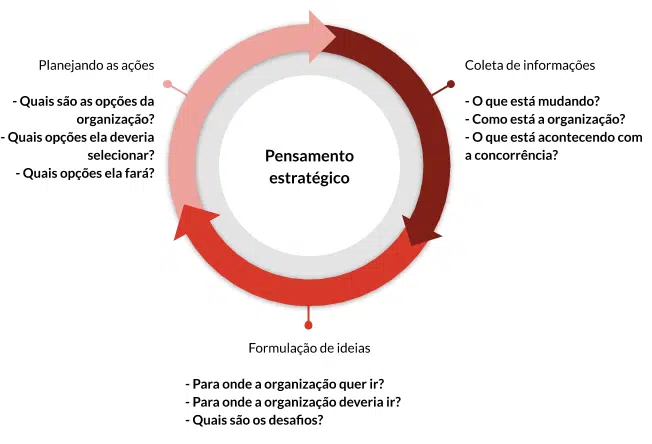 Planejando as ações
- Quais são as opções da
organização?
- Quais opções ela deveria
selecionar?
- Quais opções ela fará?
Pensamento
estratégico
Coleta de informações
- O que está mudando?
- Como está a organização?
- O que está acontecendo com
a concorrência?
Formulação de ideias
- Para onde a organização quer ir?
- Para onde a organização deveria ir?
- Quais são os desafios?